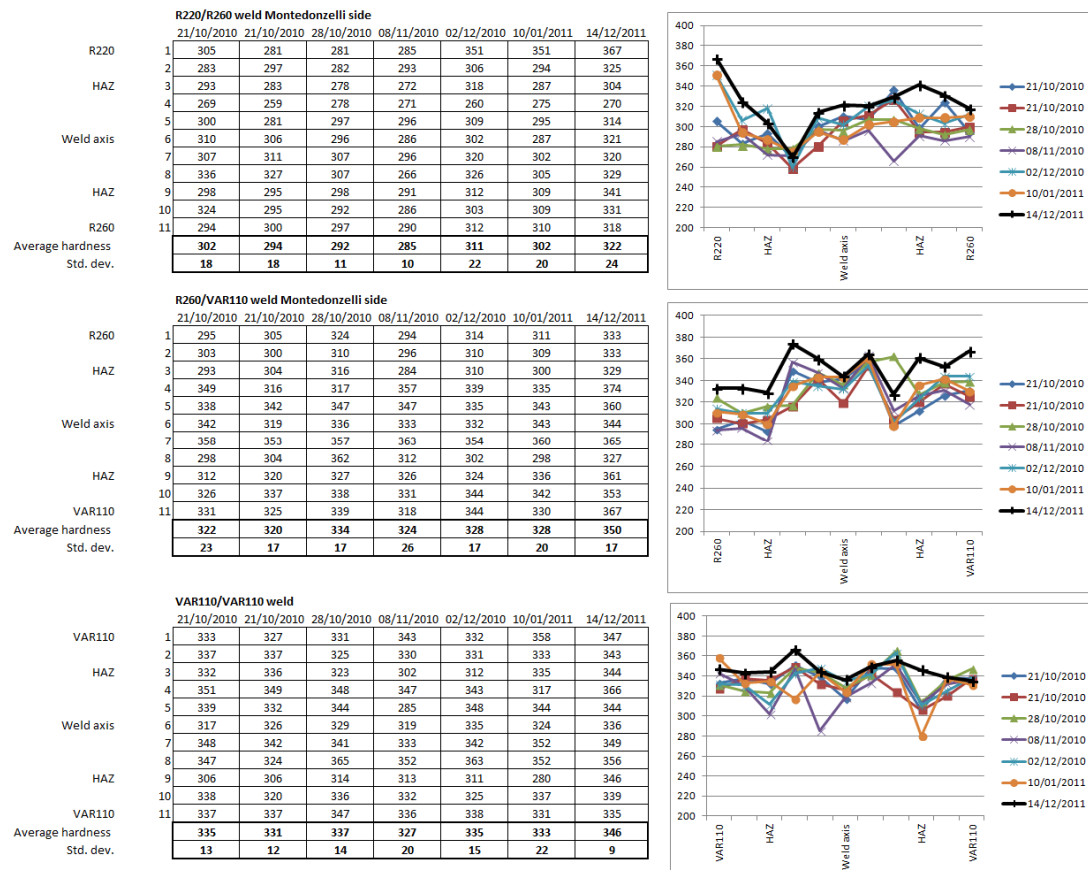 R220/R260 weld Montedonzelli side
21/10/2010 21/10/2010 28/10/2010 08/11/2010 02/12/2010 10/01/2011 14/12/2011
R220 1 305 281 281 285 351 351 367
2 283 297 282 293 306 294 325
HAZ 3 293 283 278 272 318 287 304
4 269 259 278 271 260 275 270
5 300 281 297 296 309 295 314
Weld axis 6 310 306 296 286 302 287 321
7 307 311 307 296 320 302 320
8 336 327 307 266 326 305 329
HAZ 9 298 295 298 291 312 309 341
10 324 295 292 286 303 309 331
R260 11 294 300 297 290 312 310 318
Average hardness 302 294 292 285 311 302 322
Std. dev. 18 18 11 10 22 20 24
400
380
360
340
320
300
280
260
240
220
200
R220
HAZ
Weld axis
HAZ
R260
21/10/2010
21/10/2010
28/10/2010
08/11/2010
02/12/2010
10/01/2011
14/12/2011
R260/VAR110 weld Montedonzelli side
21/10/2010 21/10/2010 28/10/2010 08/11/2010 02/12/2010 10/01/2011 14/12/2011
R260 1 295 305 324 294 314 311 333
2 303 300 310 296 310 309 333
HAZ 3 293 304 316 284 310 300 329
4 349 316 317 357 339 335 374
5 338 342 347 347 335 343 360
Weld axis 6 342 319 336 333 332 343 344
7 358 353 357 363 354 360 365
8 298 304 362 312 302 298 327
HAZ 9 312 320 327 326 324 336 361
10 326 337 338 331 344 342 353
VAR110 11 331 325 339 318 344 330 367
Average hardness 322 320 334 324 328 328 350
Std. dev. 23 17 17 26 17 20 17
400
380
360
340
320
300
280
260
240
220
200
R260
HAZ
Weld axis
HAZ
VAR110
21/10/2010
21/10/2010
28/10/2010
08/11/2010
02/12/2010
10/01/2011
14/12/2011
VAR110/VAR110 weld
21/10/2010 21/10/2010 28/10/2010 08/11/2010 02/12/2010 10/01/2011 14/12/2011
VAR110 1 333 327 331 343 332 358 347
2 337 337 325 330 331 333 343
HAZ 3 332 336 323 302 312 335 344
4 351 349 348 347 343 317 366
5 339 332 344 285 348 344 344
Weld axis 6 317 326 329 319 335 324 336
7 348 342 341 333 342 352 349
8 347 324 365 352 363 352 356
HAZ 9 306 306 314 313 311 280 346
10 338 320 336 332 325 337 339
VAR110 11 337 337 347 336 338 331 335
Average hardness 335 331 337 327 335 333 346
Std. dev. 13 12 14 20 15 22 9
400
380
360
340
320
300
280
260
240
220
200
VAR110
HAZ
Weld axis
HAZ
VAR110
21/10/2010
21/10/2010
28/10/2010
08/11/2010
02/12/2010
10/01/2011
14/12/2011